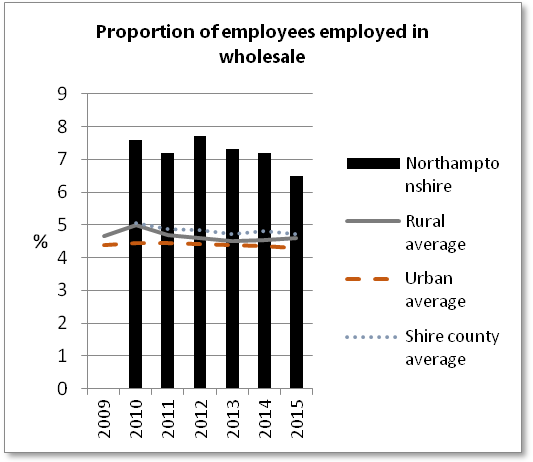 Proportion of employees employed in
wholesale
9
8
7
6
5
4
3
2
1
0
%
2009
2010
2011
2012
2013
2014
2015
Northampto
nshire
Rural
average
Urban
average
Shire county
average